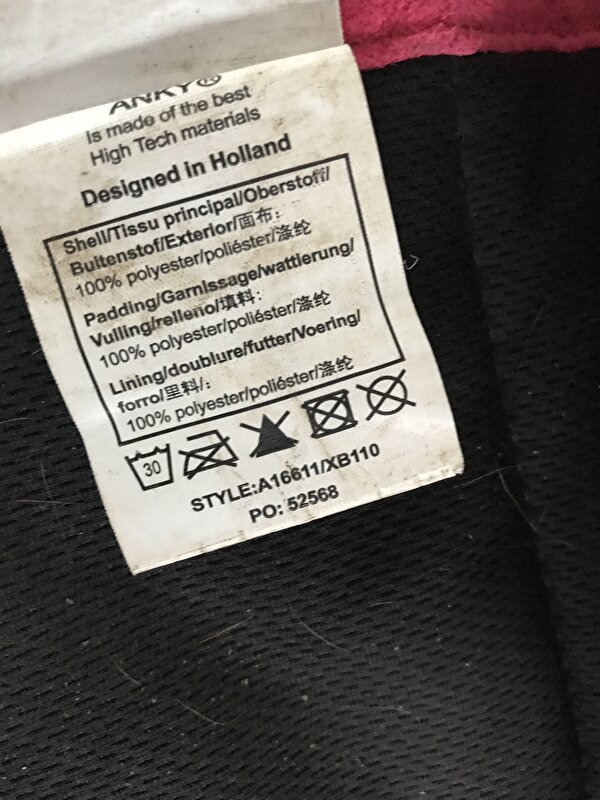 ANKY®
Is made of the best
High Tech materials
Designed in Holland
Shell/Tissu principal/Oberstoff/
Buitenstof/Exterior/面布：
100% polyester/poliéster/涤纶
Padding/Garnissage/wattlerung/
Vulling/relleno/填料：
100% polyester/poliéster/涤纶
Lining/doublure/futter/Voering/
forro/里料/：
100% polyester/poliéster/涤纶
30
STYLE:A16611/XB110
PO: 52568